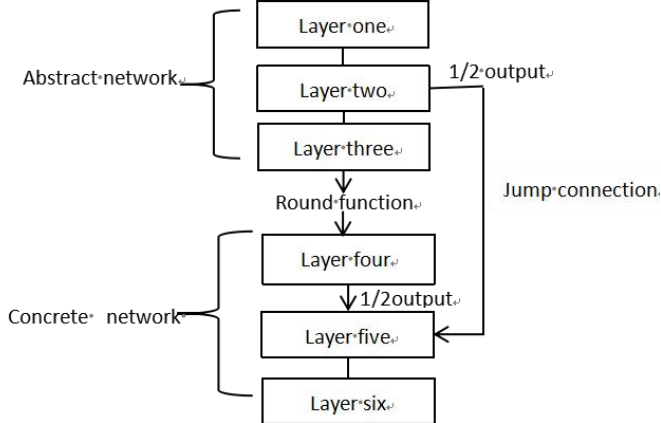 Layer one
Abstract network
Layer two
1/2 output
Layer three
Jump connection
Round function
Layer four
1/2output
Concrete network
Layer five
Layer six